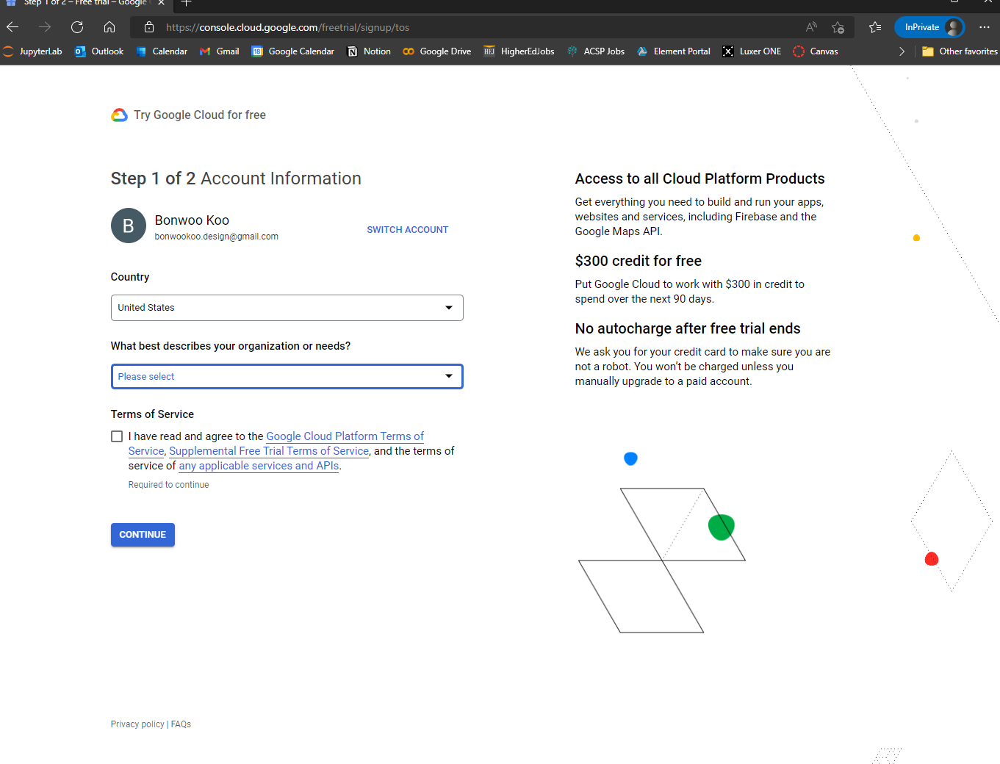 Step 1 of 2 – Free trial – Google
https://console.cloud.google.com/freetrial/signup/tos
InPrivate
JupyterLab Outlook Calendar Gmail 18 Google Calendar Notion Google Drive HEJ HigherEdJobs ACSP Jobs Element Portal Luxer ONE Canvas Other favorites
Try Google Cloud for free
Step 1 of 2 Account Information
B
Bonwoo Koo
bonwookoo.design@gmail.com
SWITCH ACCOUNT
Country
United States
What best describes your organization or needs?
Please select
Terms of Service
I have read and agree to the Google Cloud Platform Terms of
Service, Supplemental Free Trial Terms of Service, and the terms of
service of any applicable services and APIs.
Required to continue
CONTINUE
Access to all Cloud Platform Products
Get everything you need to build and run your apps,
websites and services, including Firebase and the
Google Maps API.
$300 credit for free
Put Google Cloud to work with $300 in credit to
spend over the next 90 days.
No autocharge after free trial ends
We ask you for your credit card to make sure you are
not a robot. You won’t be charged unless you
manually upgrade to a paid account.
Privacy policy | FAQs